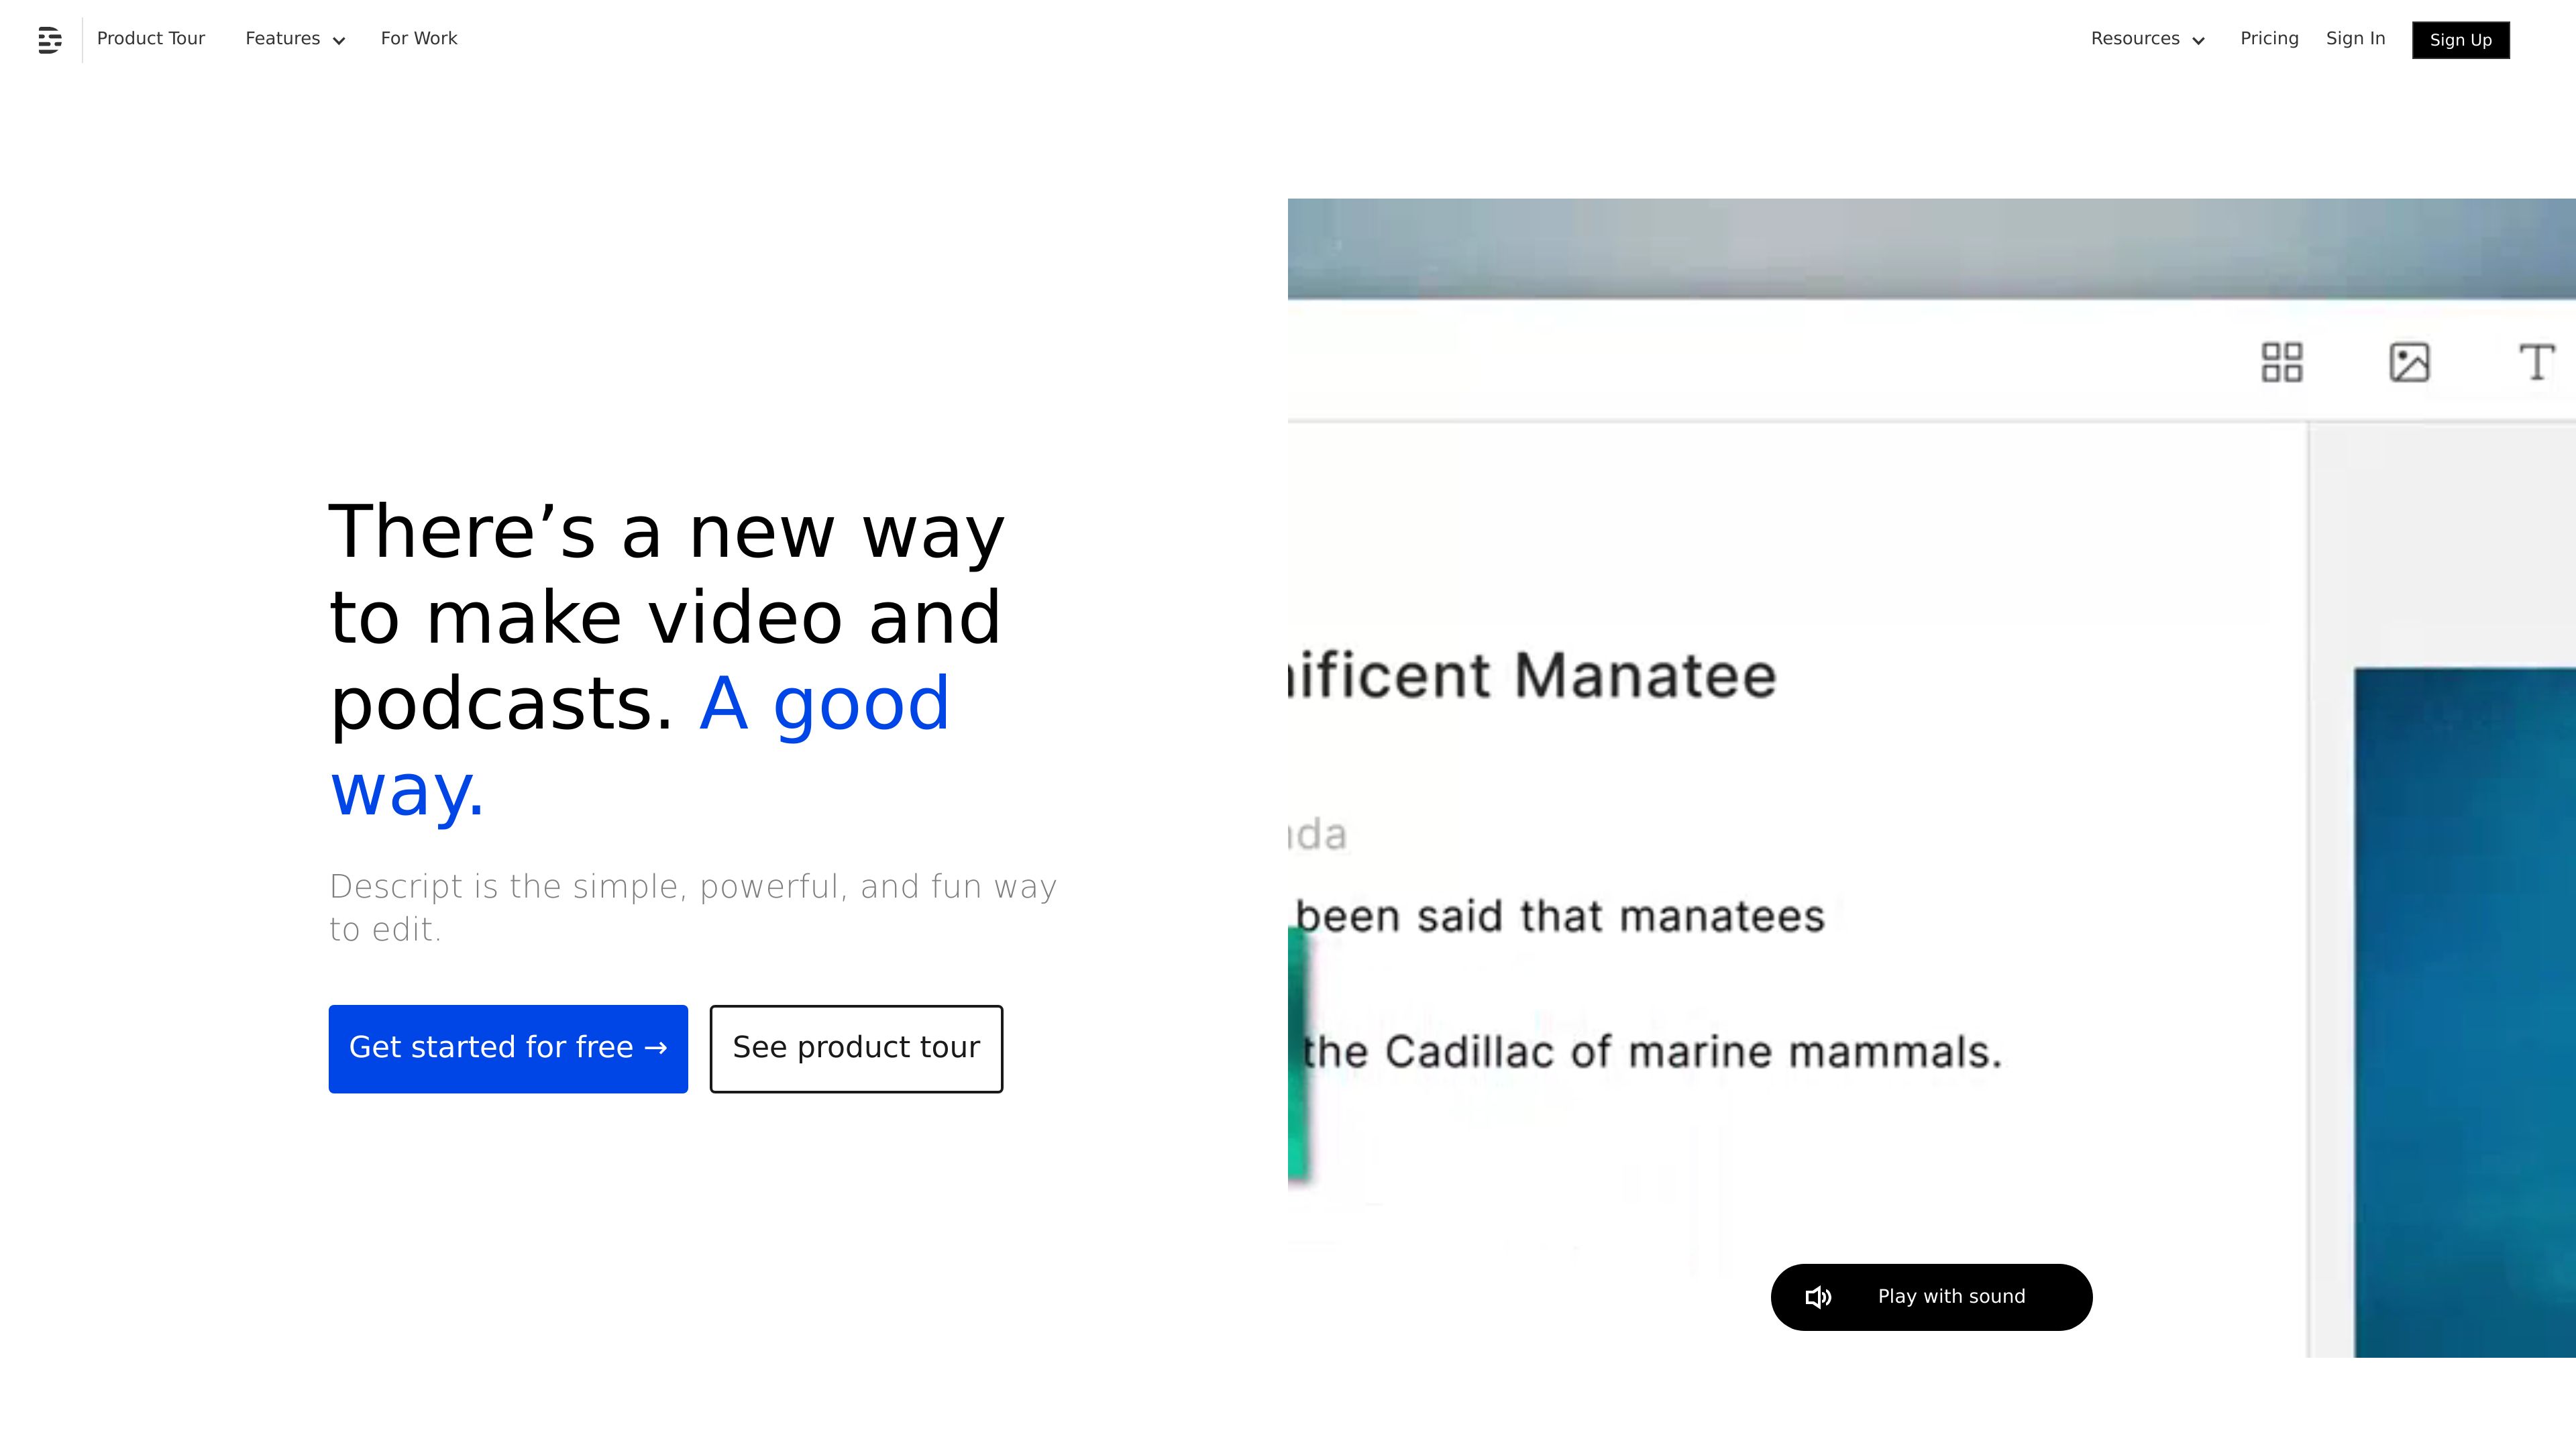 Product Tour
Features
For Work
Resources
Pricing
Sign In
Sign Up
There’s a new way
to make video and
podcasts. A good
way.
Descript is the simple, powerful, and fun way
to edit.
Get started for free →
See product tour
Manatee
been said that manatees
the Cadillac of marine mammals.
Play with sound